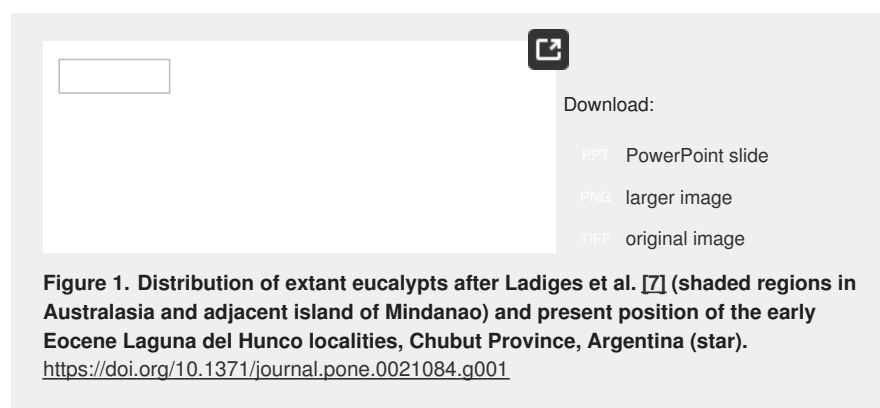 Download:
PPT PowerPoint slide
PNG larger image
TIFF original image
Figure 1. Distribution of extant eucalypts after Ladiges et al. [7] (shaded regions in
Australasia and adjacent island of Mindanao) and present position of the early
Eocene Laguna del Hunco localities, Chubut Province, Argentina (star).
https://doi.org/10.1371/journal.pone.0021084.g001